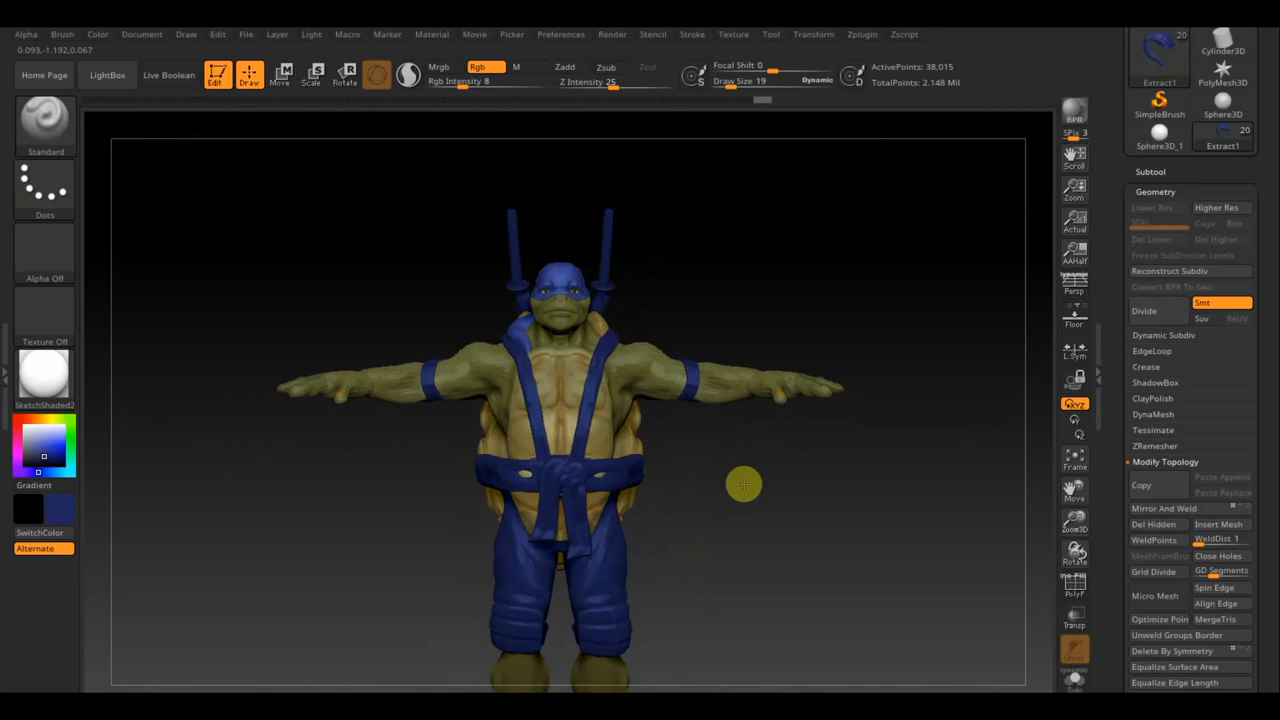 Alpha Brush Color Document Draw Edit File Layer Light Macro Marker Material Movie Picker Preferences Render Stencil Stroke Texture Tool Transform Zplugin Zscript
0.093,-1.192,0.067
Home Page LightBox Live Boolean Edit Draw Move Scale Rotate
Mrgb Rgb M Zadd Zsub Zcut
Rgb Intensity 8 Z Intensity 25
Focal Shift 0
Draw Size 19 Dynamic
ActivePoints: 38,015
TotalPoints: 2.148 Mil
Standard
Dots
Alpha Off
Texture Off
SketchShaded2
Gradient
SwitchColor
Alternate
BPR
SPix 3
Scroll
Zoom
Actual
AAHalf
Dynamic
Persp
Floor
L.Sym
XYZ
Frame
Move
Zoom3D
Rotate
PolyF
Transp
Solo
20
Extract1 Cylinder3D
PolyMesh3D
SimpleBrush Sphere3D
20
Sphere3D_1 Extract1
Subtool
Geometry
Lower Res Higher Res
SDiv Cage Rstr
Del Lower Del Higher
Freeze SubDivision Levels
Reconstruct Subdiv
Convert BPR To Geo
Divide Smt
Suv ReUV
Dynamic Subdiv
EdgeLoop
Crease
ShadowBox
ClayPolish
DynaMesh
Tessimate
ZRemesher
Modify Topology
Copy Paste Append
Paste Replace
Mirror And Weld
Del Hidden Insert Mesh
WeldPoints WeldDist 1
MeshFromBru Close Holes
Grid Divide GD Segments
Micro Mesh Spin Edge
Align Edge
Optimize Poin MergeTris
Unweld Groups Border
Delete By Symmetry
Equalize Surface Area
Equalize Edge Length